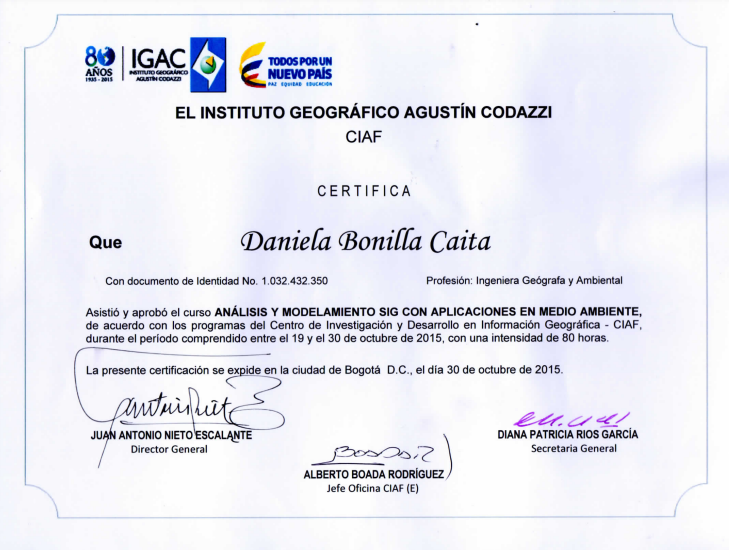 80 AÑOS 1935 - 2015
IGAC
INSTITUTO GEOGRÁFICO
AGUSTÍN CODAZZI
TODOS POR UN
NUEVO PAÍS
PAZ EQUIDAD EDUCACIÓN
EL INSTITUTO GEOGRÁFICO AGUSTÍN CODAZZI
CIAF
CERTIFICA
Que Daniela Bonilla Caita
Con documento de Identidad No. 1.032.432.350 Profesión: Ingeniera Geógrafa y Ambiental
Asistió y aprobó el curso ANÁLISIS Y MODELAMIENTO SIG CON APLICACIONES EN MEDIO AMBIENTE,
de acuerdo con los programas del Centro de Investigación y Desarrollo en Información Geográfica - CIAF,
durante el período comprendido entre el 19 y el 30 de octubre de 2015, con una intensidad de 80 horas.
La presente certificación se expide en la ciudad de Bogotá D.C., el día 30 de octubre de 2015.
JUAN ANTONIO NIETO ESCALANTE
Director General
DIANA PATRICIA RIOS GARCÍA
Secretaria General
ALBERTO BOADA RODRÍGUEZ
Jefe Oficina CIAF (E)